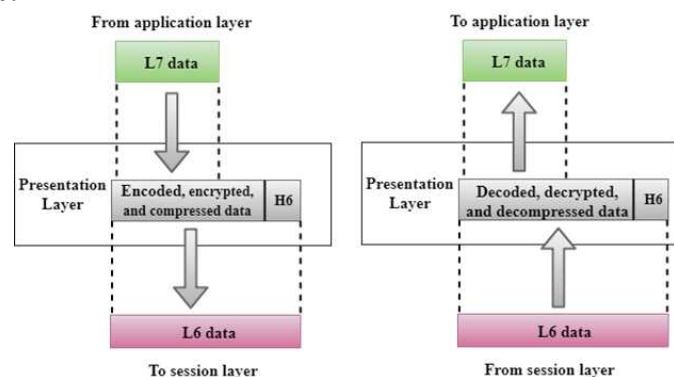 From application layer
L7 data
Presentation
Layer
Encoded, encrypted,
and compressed data
H6
L6 data
To session layer
To application layer
L7 data
Presentation
Layer
Decoded, decrypted,
and decompressed data
H6
L6 data
From session layer